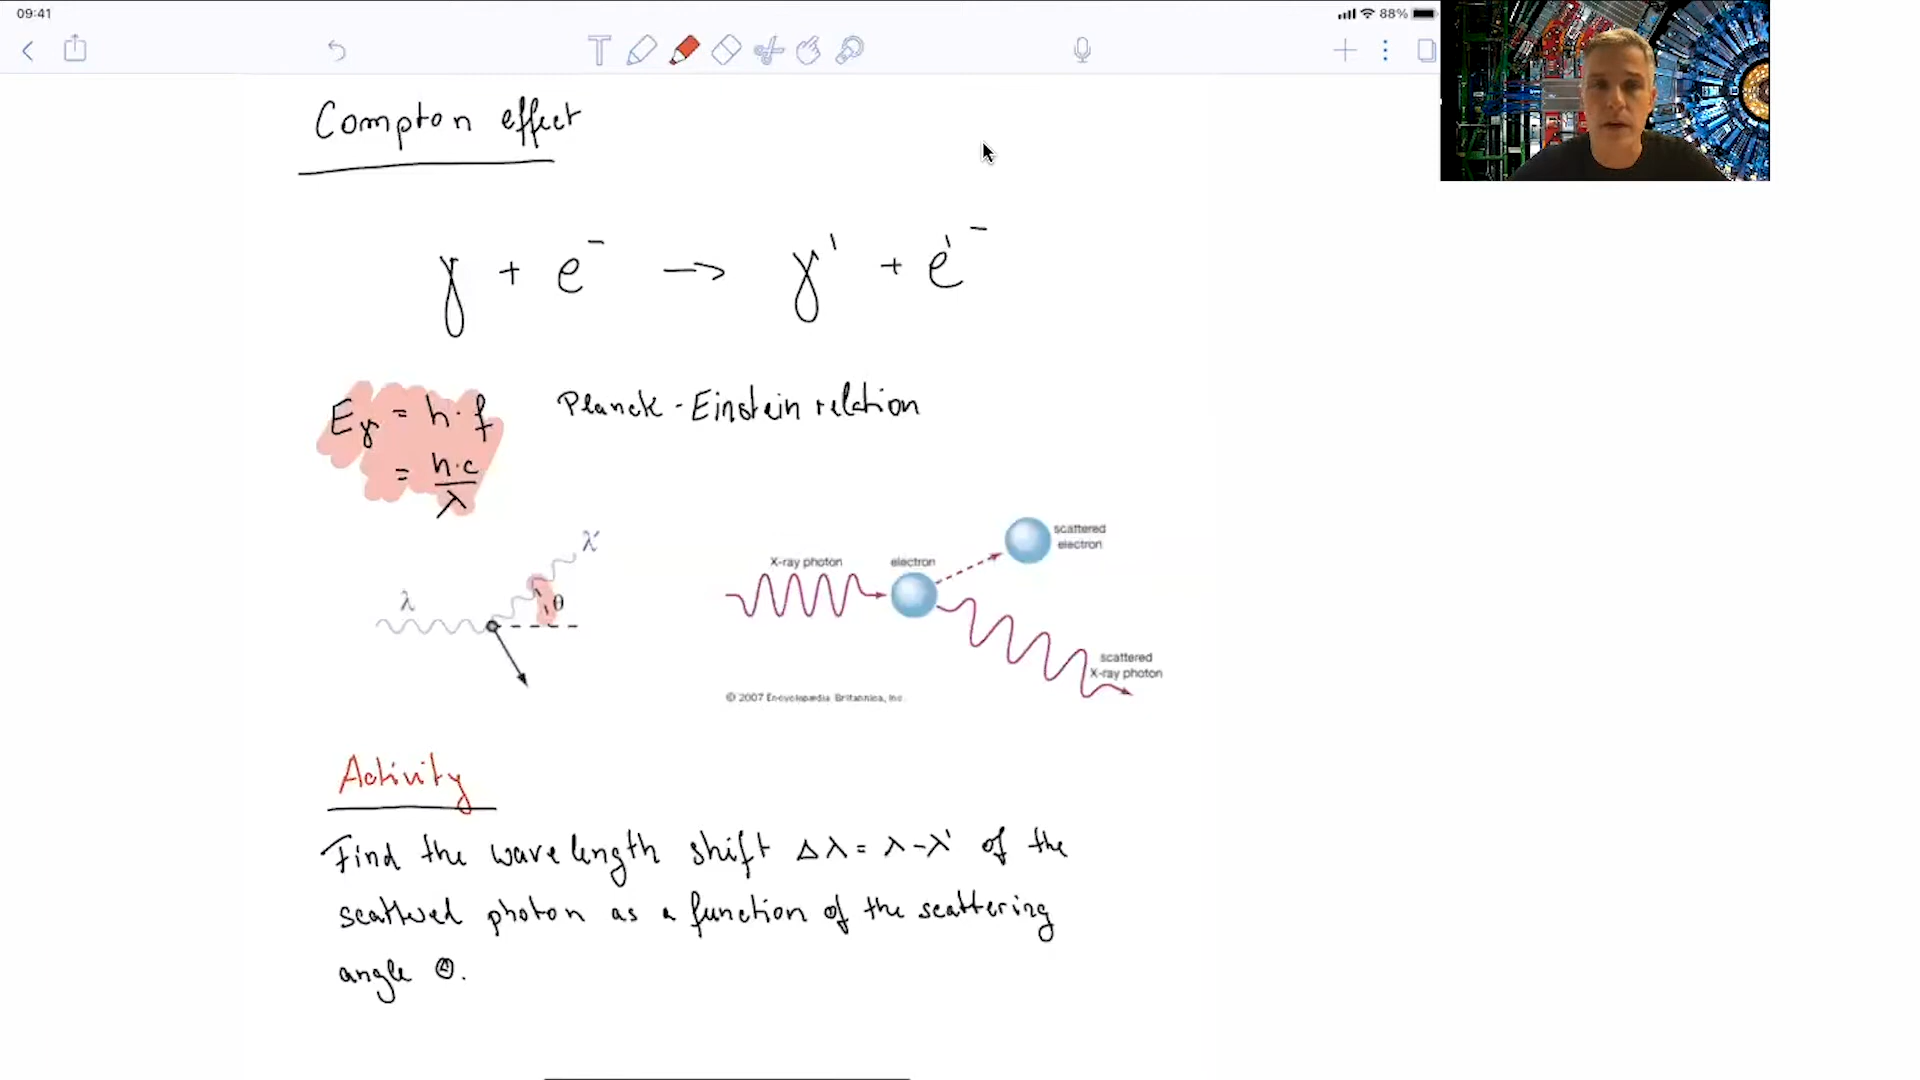 09:41
88%
Compton effect
γ + e⁻ → γ' + e'⁻
Eγ = h·f Planck-Einstein relation
= h·c/λ
λ'
λ
θ
X-ray photon
electron
scattered
electron
scattered
X-ray photon
© 2007 Encyclopædia Britannica, Inc.
Activity
Find the wavelength shift Δλ = λ-λ' of the
scattered photon as a function of the scattering
angle Θ.